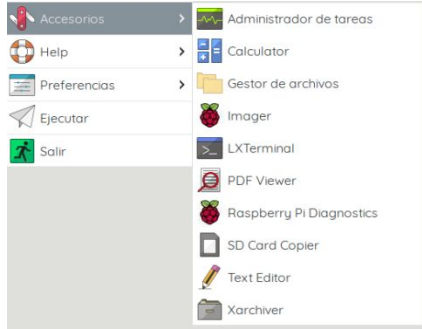 Accesorios
Help
Preferencias
Ejecutar
Salir
Administrador de tareas
Calculator
Gestor de archivos
Imager
LXTerminal
PDF Viewer
Raspberry Pi Diagnostics
SD Card Copier
Text Editor
Xarchiver